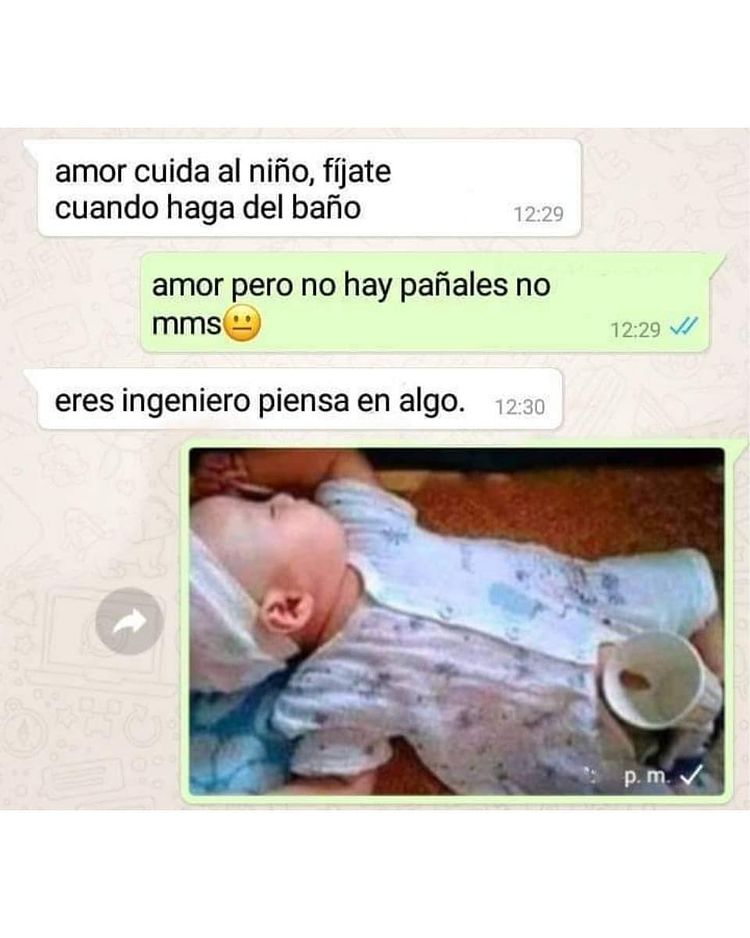 amor cuida al niño, fíjate
cuando haga del baño
12:29
amor pero no hay pañales no
mms😐
12:29
eres ingeniero piensa en algo.
12:30
p. m.